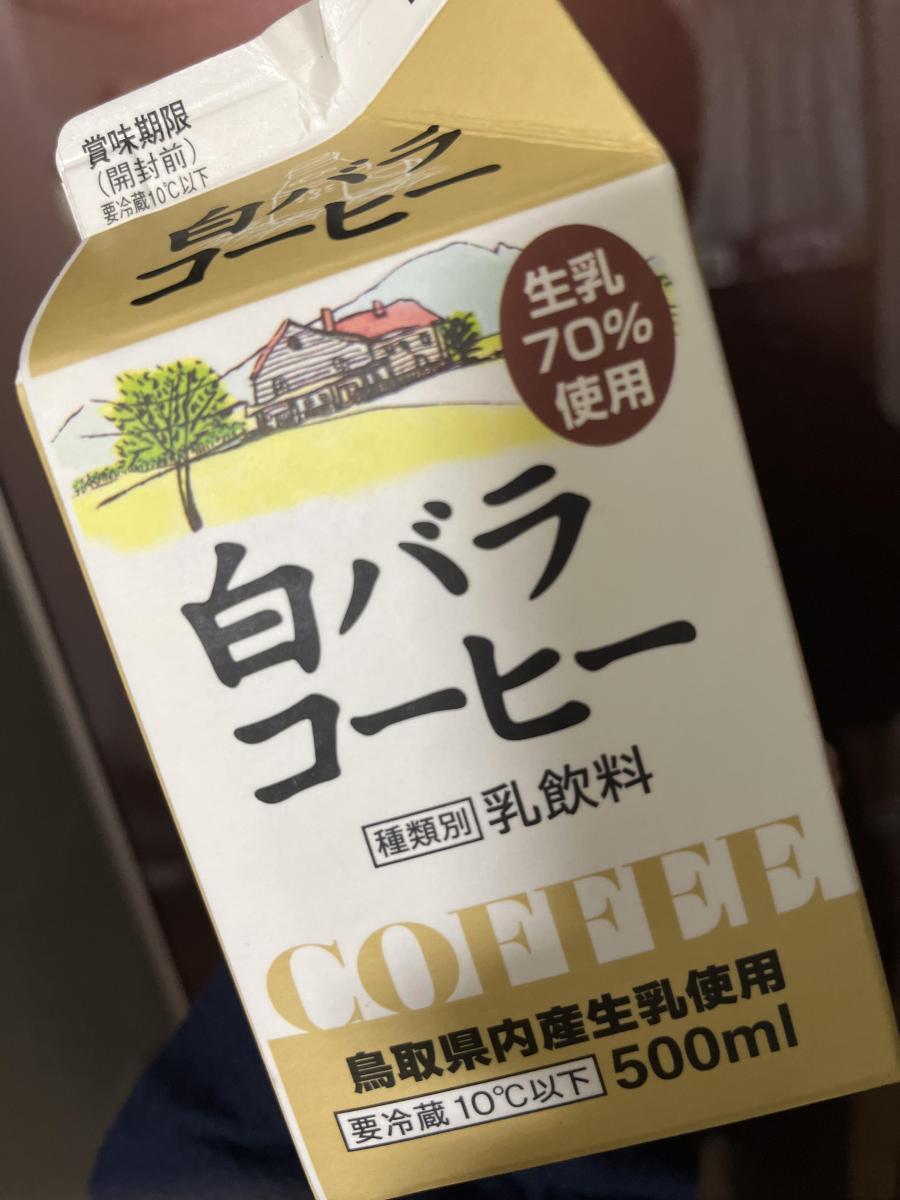 賞味期限
(開封前)
要冷蔵10℃以下
白バラ
コーヒー
生乳
70%
使用
白バラ
コーヒー
種類別 乳飲料
COFFEE
鳥取県内産生乳使用
要冷蔵 10℃以下 500ml